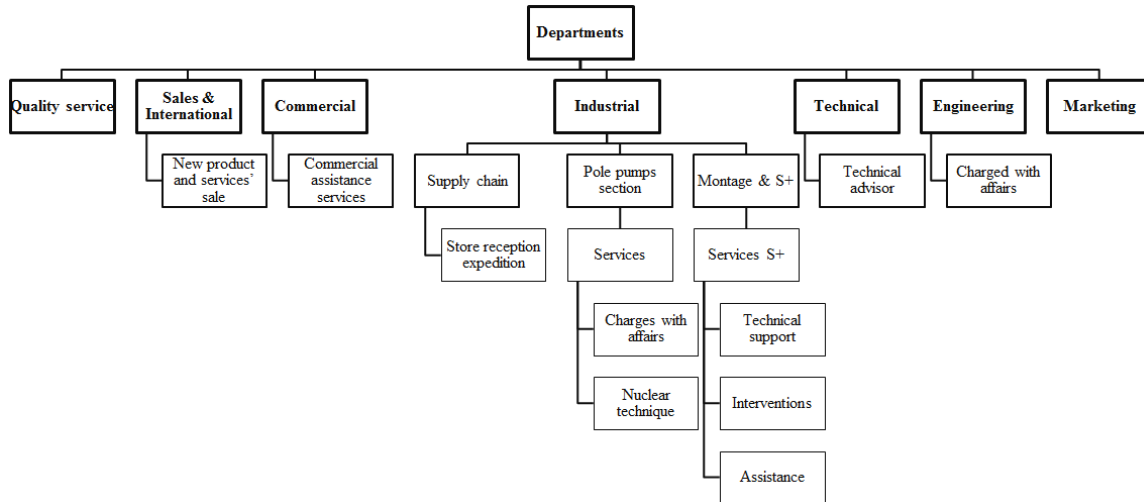 Departments
Quality service
Sales &
International
Commercial
Industrial
Technical
Engineering
Marketing
New product
and services’
sale
Commercial
assistance
services
Supply chain
Pole pumps
section
Montage & S+
Technical
advisor
Charged with
affairs
Store reception
expedition
Services
Services S+
Charges with
affairs
Technical
support
Nuclear
technique
Interventions
Assistance